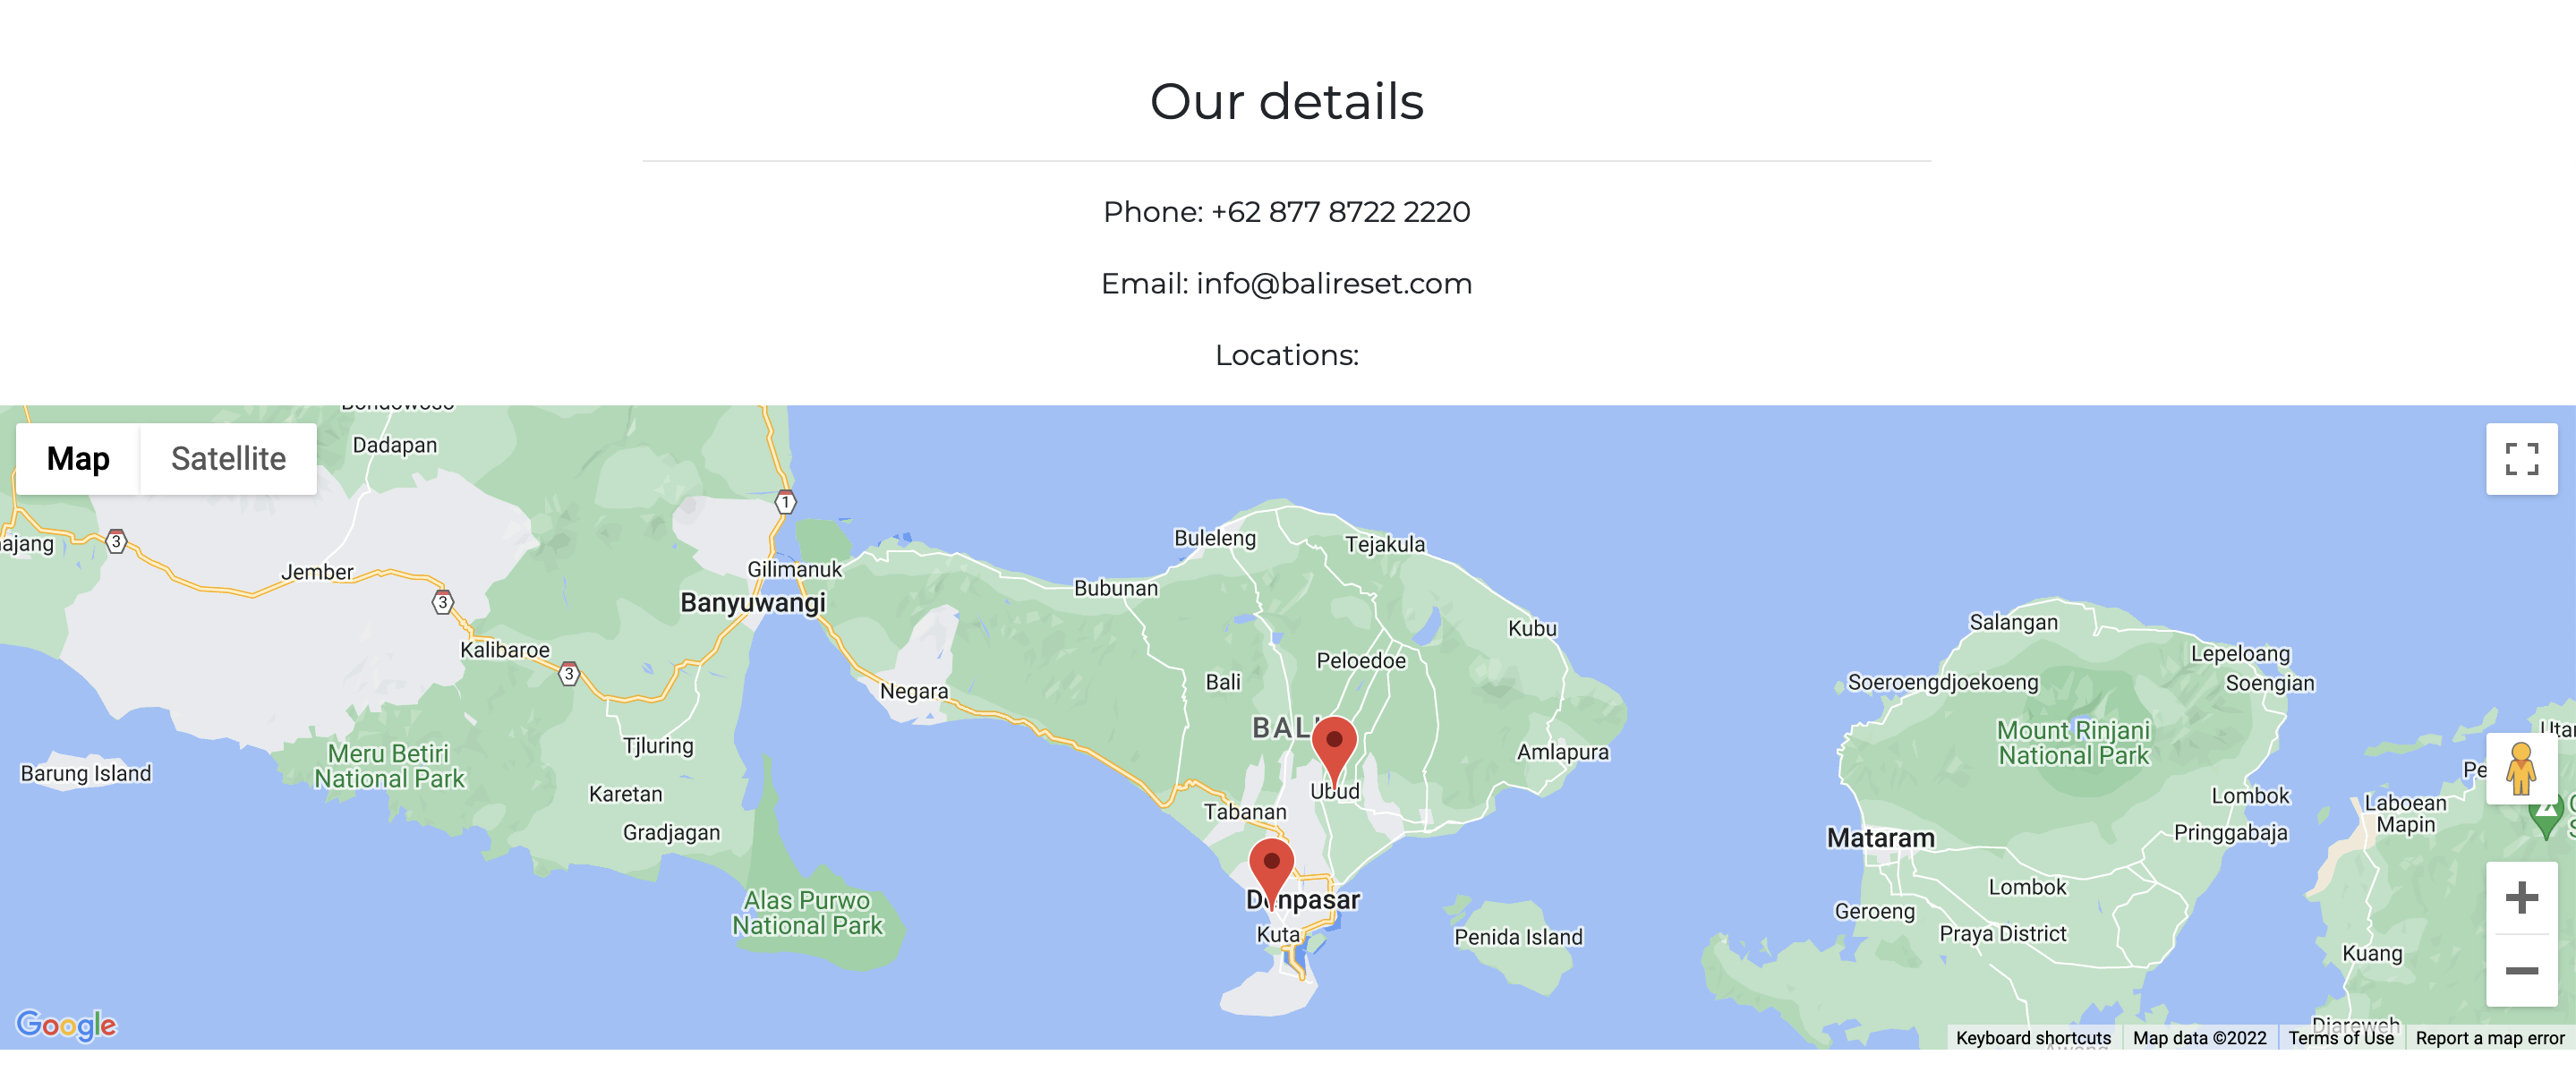 Our details
Phone: +62 877 8722 2220
Email: info@balireset.com
Locations:
Map
Satellite
Dadapan
1
3
Jember
3
Kalibaroe
3
Gilimanuk
Banyuwangi
Buleleng
Tejakula
Bubunan
Kubu
Peloedoe
Bali
Negara
Salangan
Lepeloang
Soengian
Soeroengdjoekoeng
Mount Rinjani
National Park
Meru Betiri
National Park
Barung Island
Tjluring
Karetan
Gradjagan
Alas Purwo
National Park
Amlapura
Ubud
Tabanan
Denpasar
Kuta
Penida Island
Mataram
Lombok
Pringgabaja
Lombok
Geroeng
Praya District
Laboean
Mapin
Kuang
Google
Keyboard shortcuts
Map data ©2022
Terms of Use
Report a map error